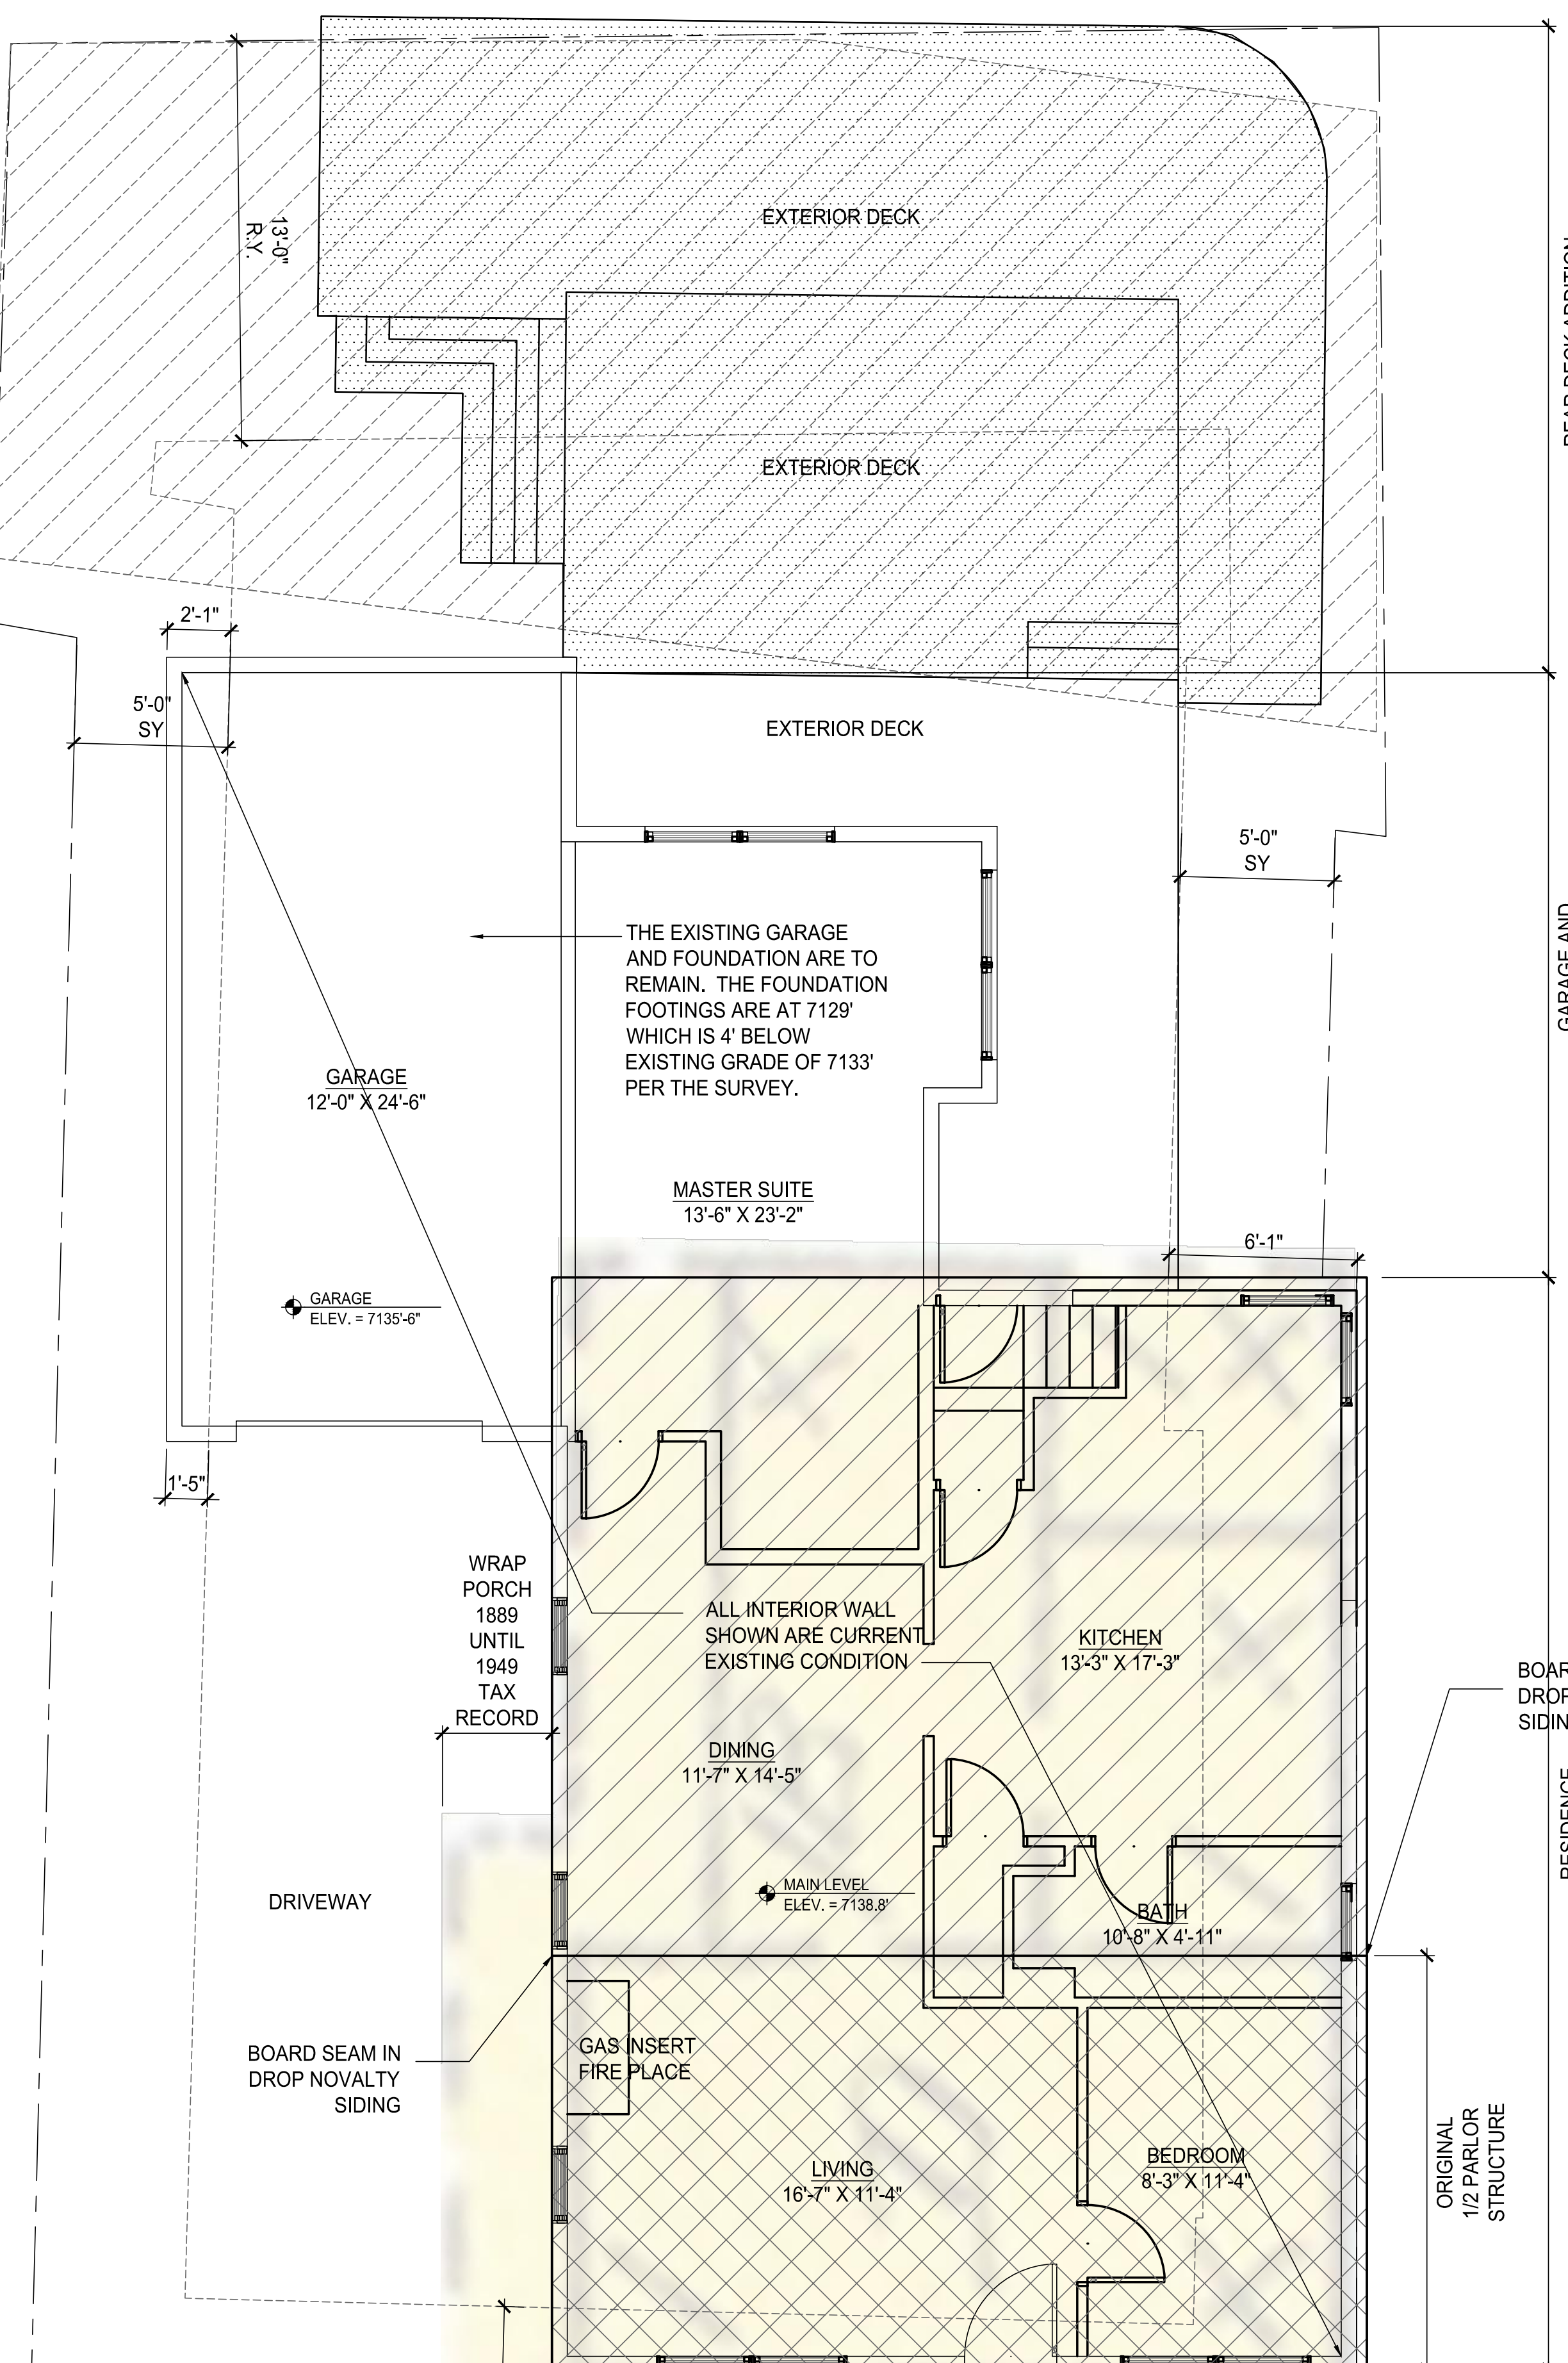 EXTERIOR DECK
13'-0"
R.Y.
REAR DECK ADDITION
EXTERIOR DECK
2'-1"
5'-0"
SY
EXTERIOR DECK
5'-0"
SY
THE EXISTING GARAGE
AND FOUNDATION ARE TO
REMAIN. THE FOUNDATION
FOOTINGS ARE AT 7129'
WHICH IS 4' BELOW
EXISTING GRADE OF 7133'
PER THE SURVEY.
GARAGE AND
GARAGE
12'-0" X 24'-6"
MASTER SUITE
13'-6" X 23'-2"
6'-1"
GARAGE
ELEV. = 7135'-6"
1'-5"
WRAP
PORCH
1889
UNTIL
1949
TAX
RECORD
ALL INTERIOR WALL
SHOWN ARE CURRENT
EXISTING CONDITION
KITCHEN
13'-3" X 17'-3"
BOAR
DROP
SIDIN
DINING
11'-7" X 14'-5"
RESIDENCE
MAIN LEVEL
ELEV. = 7138.8'
DRIVEWAY
BATH
10'-8" X 4'-11"
BOARD SEAM IN
DROP NOVALTY
SIDING
GAS INSERT
FIRE PLACE
LIVING
16'-7" X 11'-4"
BEDROOM
8'-3" X 11'-4"
ORIGINAL
1/2 PARLOR
STRUCTURE